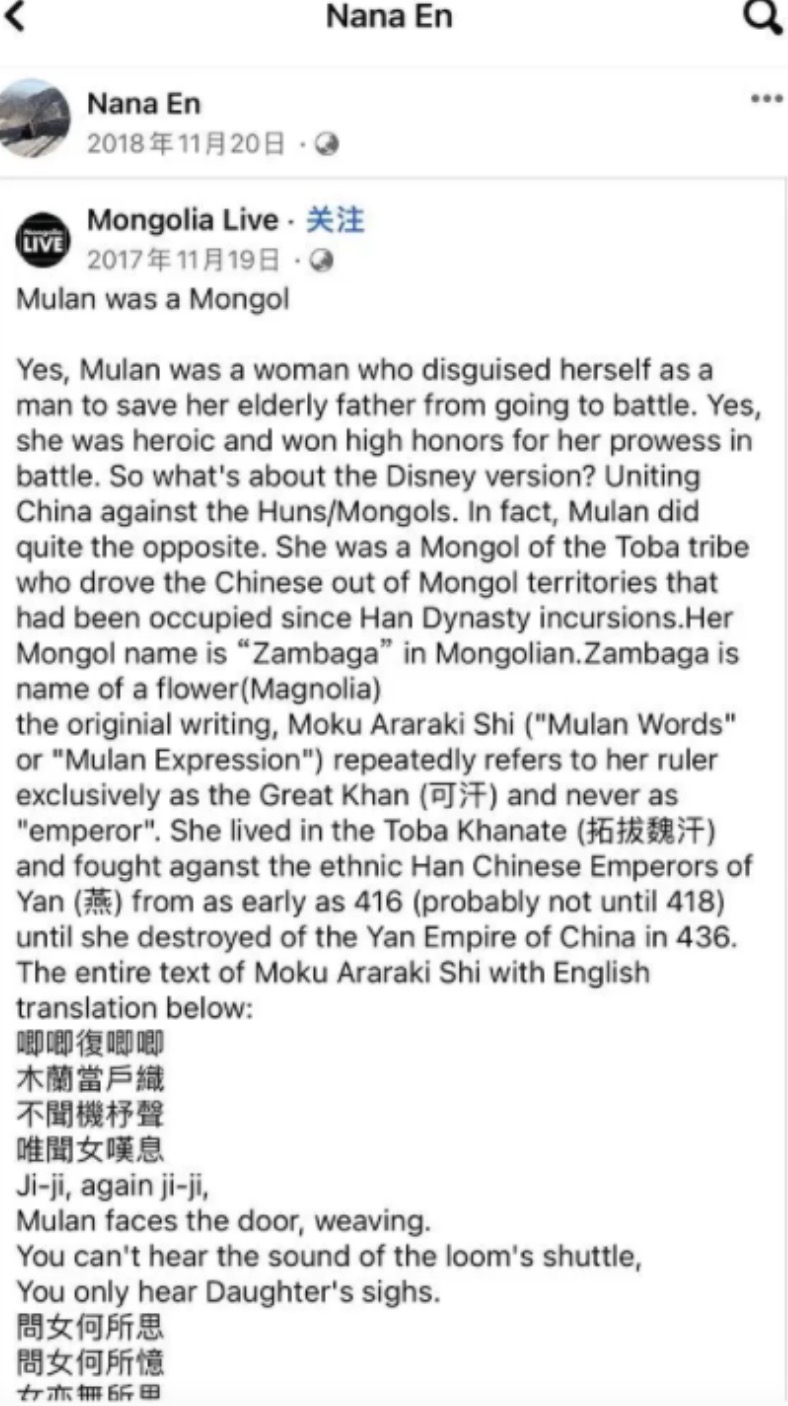 Nana En
Nana En
2018年11月20日 ·
Mongolia LIVE
Mongolia Live · 关注
2017年11月19日 ·
Mulan was a Mongol
Yes, Mulan was a woman who disguised herself as a
man to save her elderly father from going to battle. Yes,
she was heroic and won high honors for her prowess in
battle. So what's about the Disney version? Uniting
China against the Huns/Mongols. In fact, Mulan did
quite the opposite. She was a Mongol of the Toba tribe
who drove the Chinese out of Mongol territories that
had been occupied since Han Dynasty incursions.Her
Mongol name is “Zambaga” in Mongolian.Zambaga is
name of a flower(Magnolia)
the originial writing, Moku Araraki Shi ("Mulan Words"
or "Mulan Expression") repeatedly refers to her ruler
exclusively as the Great Khan (可汗) and never as
"emperor". She lived in the Toba Khanate (拓拔魏汗)
and fought aganst the ethnic Han Chinese Emperors of
Yan (燕) from as early as 416 (probably not until 418)
until she destroyed of the Yan Empire of China in 436.
The entire text of Moku Araraki Shi with English
translation below:
唧唧復唧唧
木蘭當戶織
不聞機杼聲
唯聞女嘆息
Ji-ji, again ji-ji,
Mulan faces the door, weaving.
You can't hear the sound of the loom's shuttle,
You only hear Daughter's sighs.
問女何所思
問女何所憶
女亦無所思